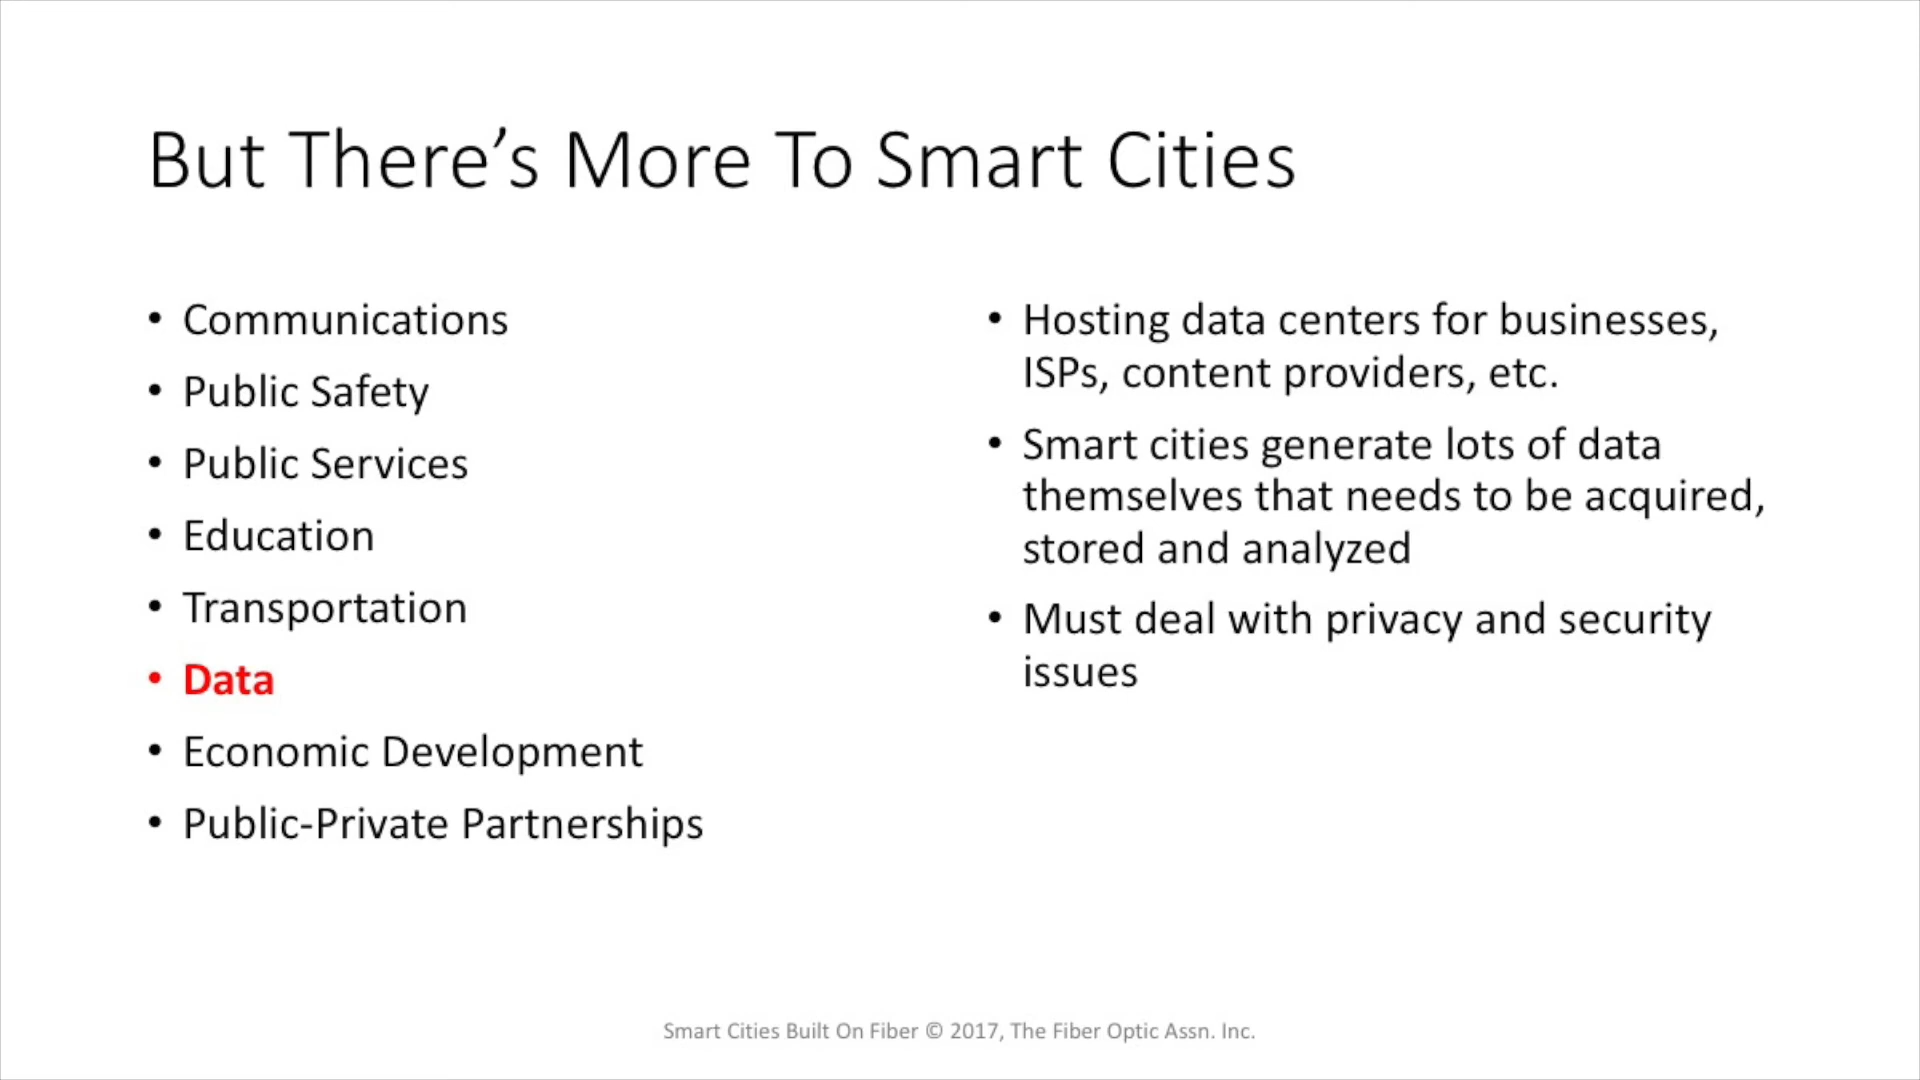 But There’s More To Smart Cities
• Communications
• Public Safety
• Public Services
• Education
• Transportation
• Data
• Economic Development
• Public-Private Partnerships
• Hosting data centers for businesses,
ISPs, content providers, etc.
• Smart cities generate lots of data
themselves that needs to be acquired,
stored and analyzed
• Must deal with privacy and security
issues
Smart Cities Built On Fiber © 2017, The Fiber Optic Assn. Inc.